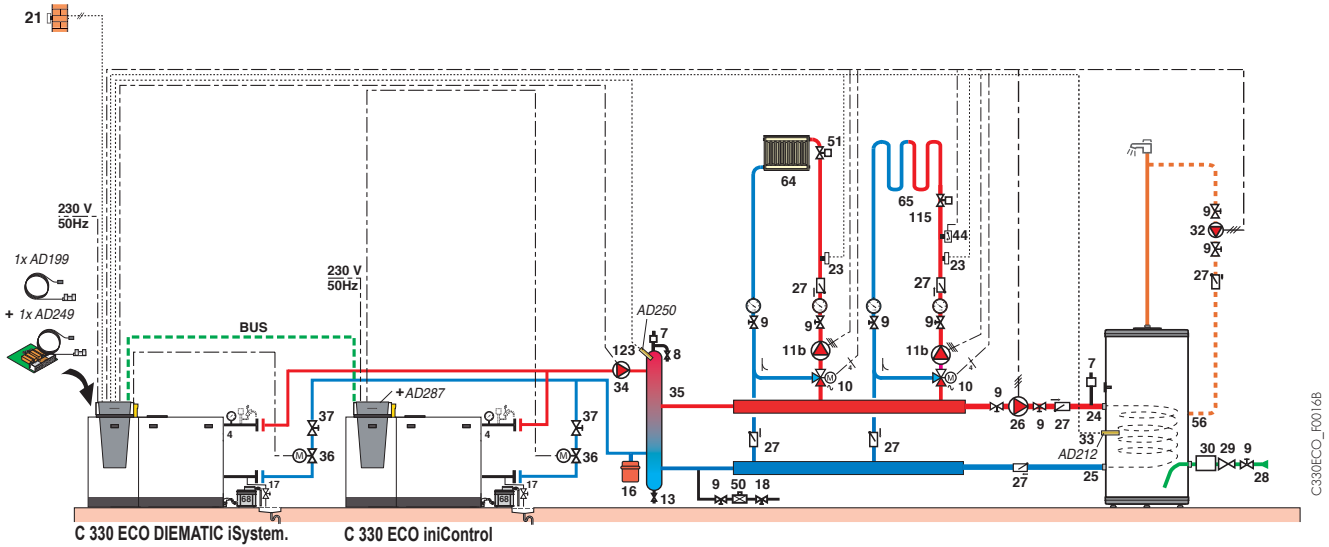 21
230 V
50Hz
1x AD199
+ 1x AD249
BUS
230 V
50Hz
+AD287
4
37
M
36
17
68
4
37
M
36
17
68
C 330 ECO DIEMATIC iSystem.
C 330 ECO iniControl
AD250
123
34
7
8
35
16
13
64
51
23
27
9
9
11b
M
10
27
65
115
44
23
27
9
9
11b
M
10
27
9
50
18
9
26
9
27
27
7
24
33
AD212
25
56
9
32
9
27
30
29
9
28
C330ECO_F0016B